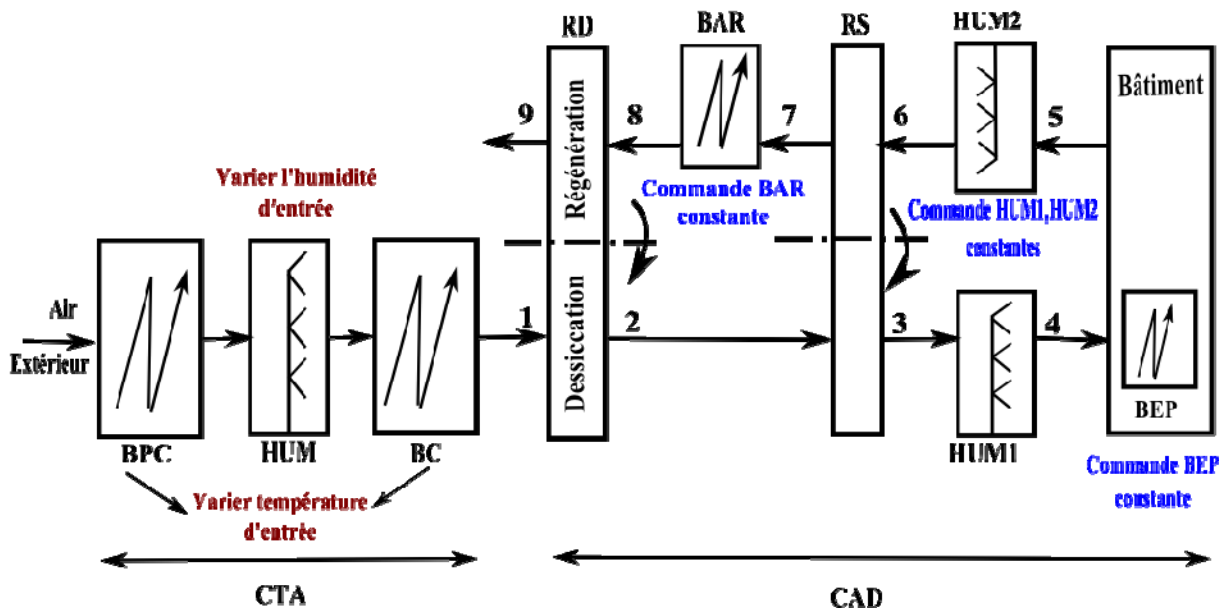 RD
BAR
RS
HUM2
Bâtiment
9
8
7
6
5
Régénération
Varier l'humidité
d'entrée
Commande BAR
constante
Commande HUM1,HUM2
constantes
Air
Extérieur
1
2
3
4
Dessiccation
BEP
BPC
HUM
BC
HUM1
Commande BEP
constante
Varier température
d'entrée
CTA
CAD